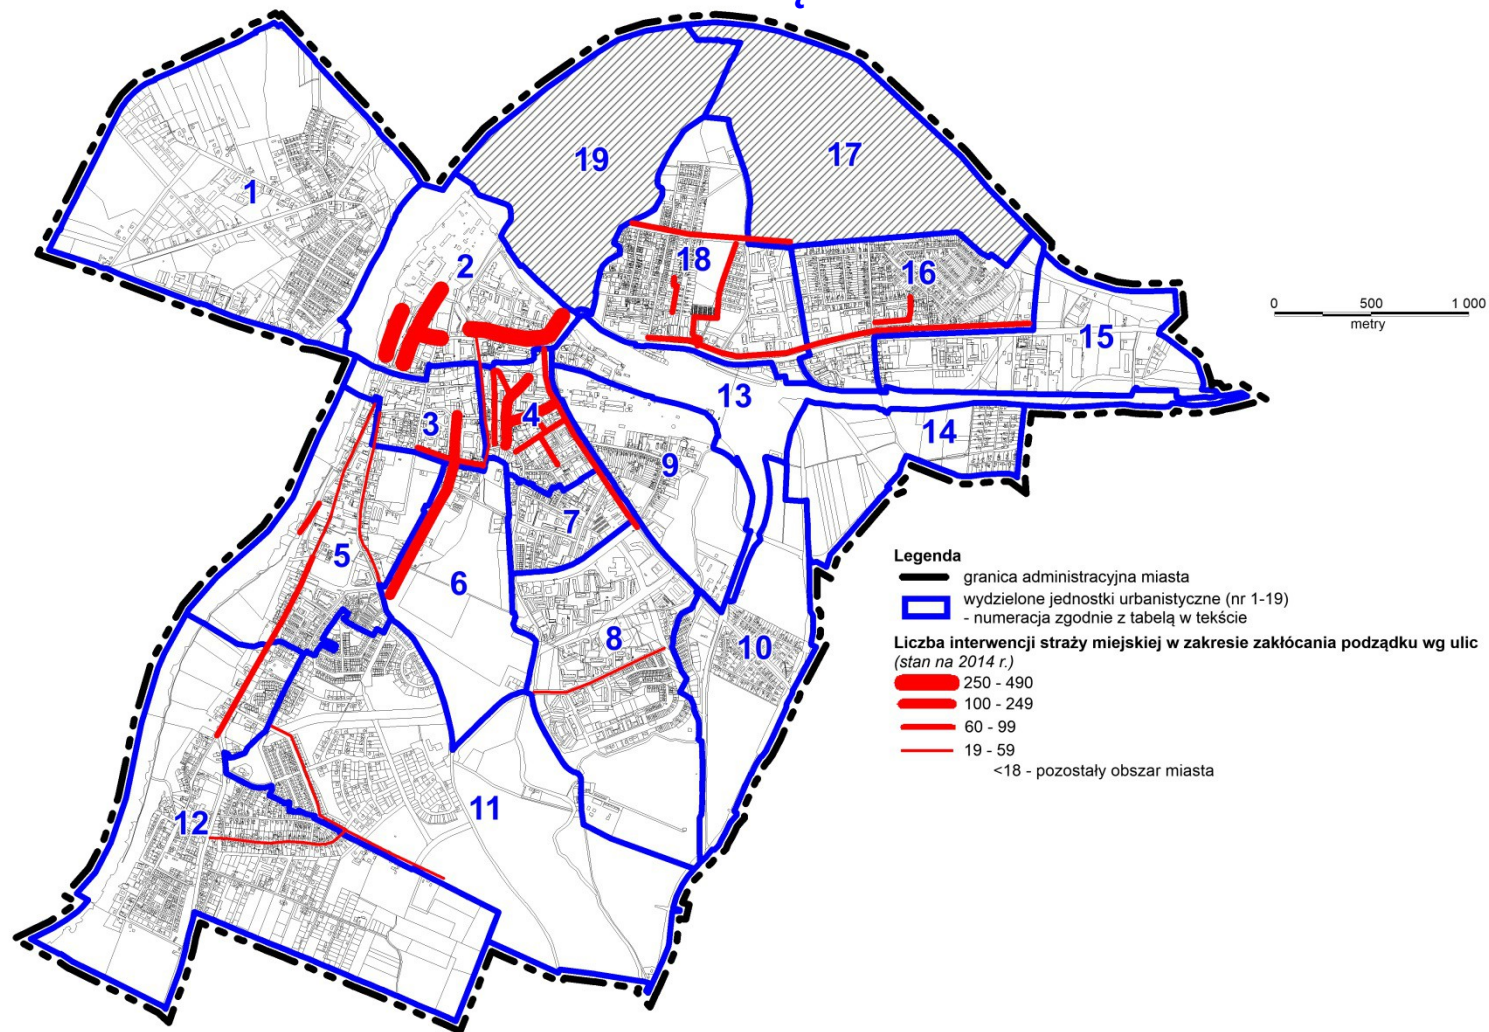 19
17
1
2
18
16
0 500 1 000
metry
15
13
3
4
14
9
7
5
6
8
10
11
12
Legenda
granica administracyjna miasta
wydzielone jednostki urbanistyczne (nr 1-19)
- numeracja zgodnie z tabelą w tekście
Liczba interwencji straży miejskiej w zakresie zakłócania podządku wg ulic
(stan na 2014 r.)
250 - 490
100 - 249
60 - 99
19 - 59
<18 - pozostały obszar miasta